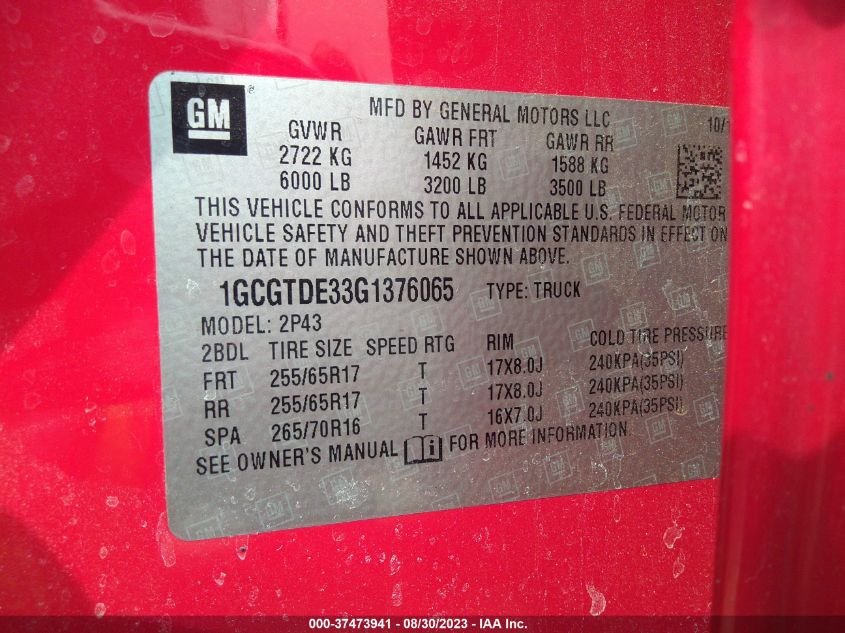 GM
MFD BY GENERAL MOTORS LLC
10/1
GVWR GAWR FRT GAWR RR
2722 KG 1452 KG 1588 KG
6000 LB 3200 LB 3500 LB
THIS VEHICLE CONFORMS TO ALL APPLICABLE U.S. FEDERAL MOTOR
VEHICLE SAFETY AND THEFT PREVENTION STANDARDS IN EFFECT ON
THE DATE OF MANUFACTURE SHOWN ABOVE.
1GCGTDE33G1376065 TYPE: TRUCK
MODEL: 2P43
2BDL TIRE SIZE SPEED RTG RIM COLD TIRE PRESSURE
FRT 255/65R17 T 17X8.0J 240KPA(35PSI)
RR 255/65R17 T 17X8.0J 240KPA(35PSI)
SPA 265/70R16 T 16X7.0J 240KPA(35PSI)
SEE OWNER'S MANUAL FOR MORE INFORMATION.
000-37473941 - 08/30/2023 - IAA Inc.